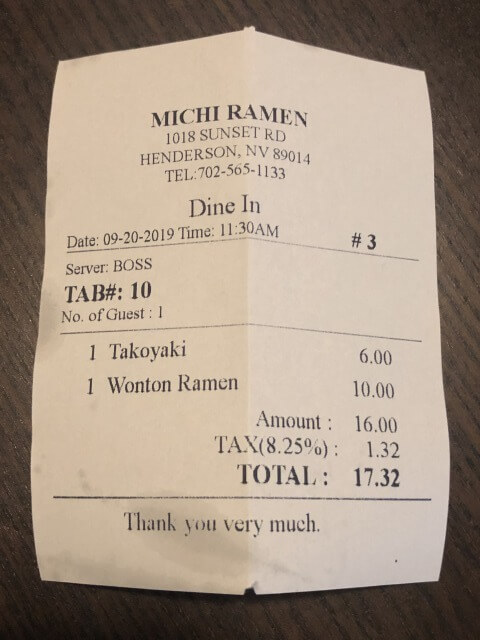 MICHI RAMEN
1018 SUNSET RD
HENDERSON, NV 89014
TEL:702-565-1133
Dine In
Date: 09-20-2019 Time: 11:30AM # 3
Server: BOSS
TAB#: 10
No. of Guest : 1
1 Takoyaki 6.00
1 Wonton Ramen 10.00
Amount : 16.00
TAX(8.25%) : 1.32
TOTAL : 17.32
Thank you very much.